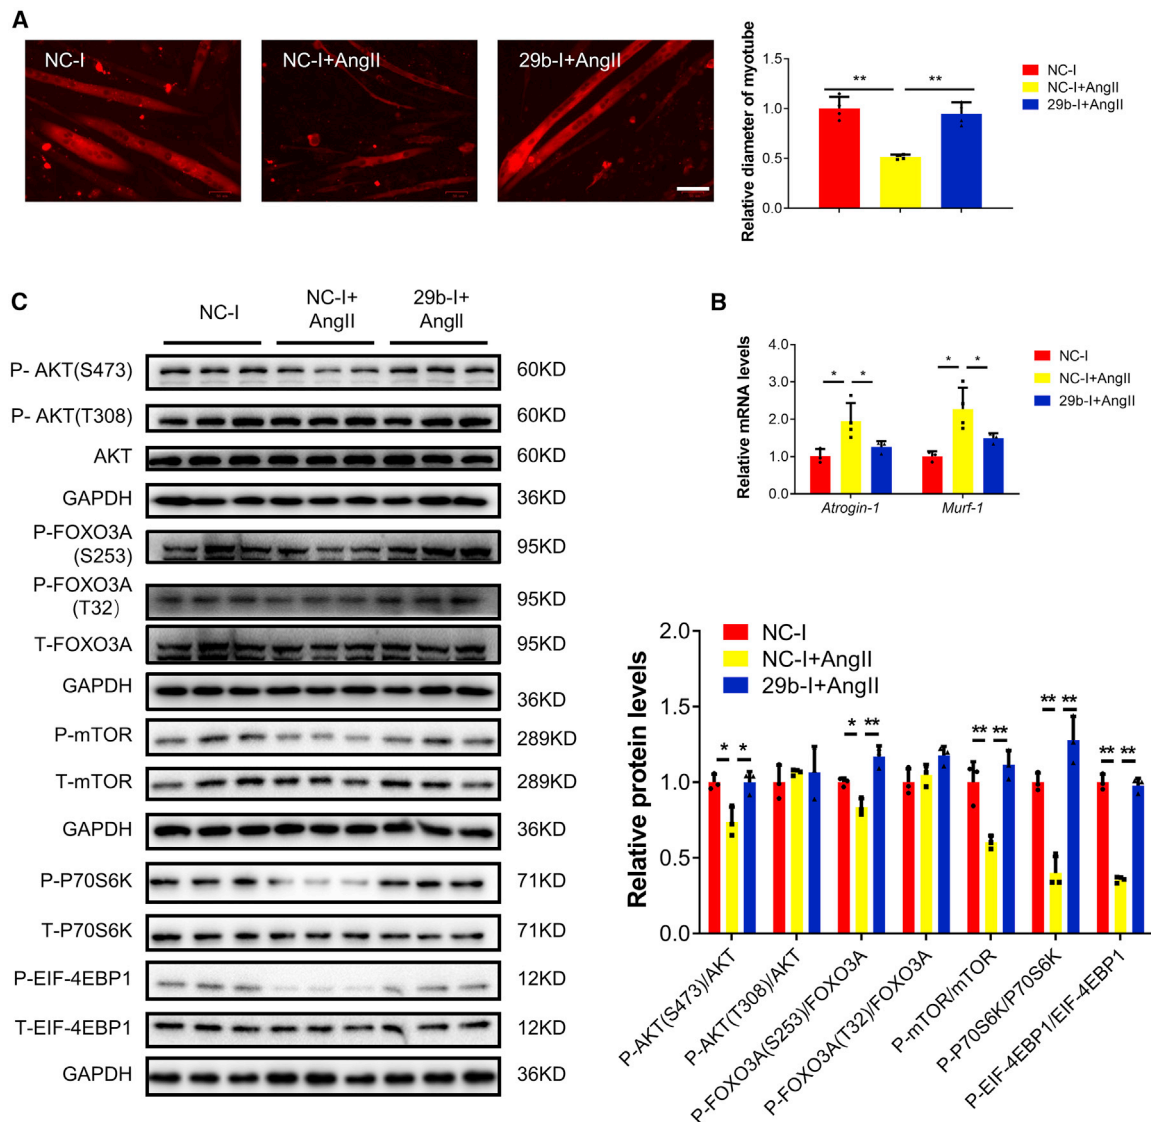 A
NC-I
NC-I+AngII
29b-I+AngII
Relative diameter of myotube
1.5
1.0
0.5
0.0
**
**
NC-I
NC-I+AngII
29b-I+AngII
C
NC-I
NC-I+
AngII
29b-I+
AngII
P- AKT(S473)
60KD
P- AKT(T308)
60KD
AKT
60KD
GAPDH
36KD
P-FOXO3A
(S253)
95KD
P-FOXO3A
(T32)
95KD
T-FOXO3A
95KD
GAPDH
36KD
P-mTOR
289KD
T-mTOR
289KD
GAPDH
36KD
P-P70S6K
71KD
T-P70S6K
71KD
P-EIF-4EBP1
12KD
T-EIF-4EBP1
12KD
GAPDH
36KD
B
Relative mRNA levels
4.0
3.0
2.0
1.0
0.0
*
*
*
*
Atrogin-1
Murf-1
NC-I
NC-I+AngII
29b-I+AngII
Relative protein levels
2.0
1.5
1.0
0.5
0.0
NC-I
NC-I+AngII
29b-I+AngII
*
*
*
**
**
**
**
**
**
**
P-AKT(S473)/AKT
P-AKT(T308)/AKT
P-FOXO3A(S253)/FOXO3A
P-FOXO3A(T32)/FOXO3A
P-mTOR/mTOR
P-P70S6K/P70S6K
P-EIF-4EBP1/EIF-4EBP1